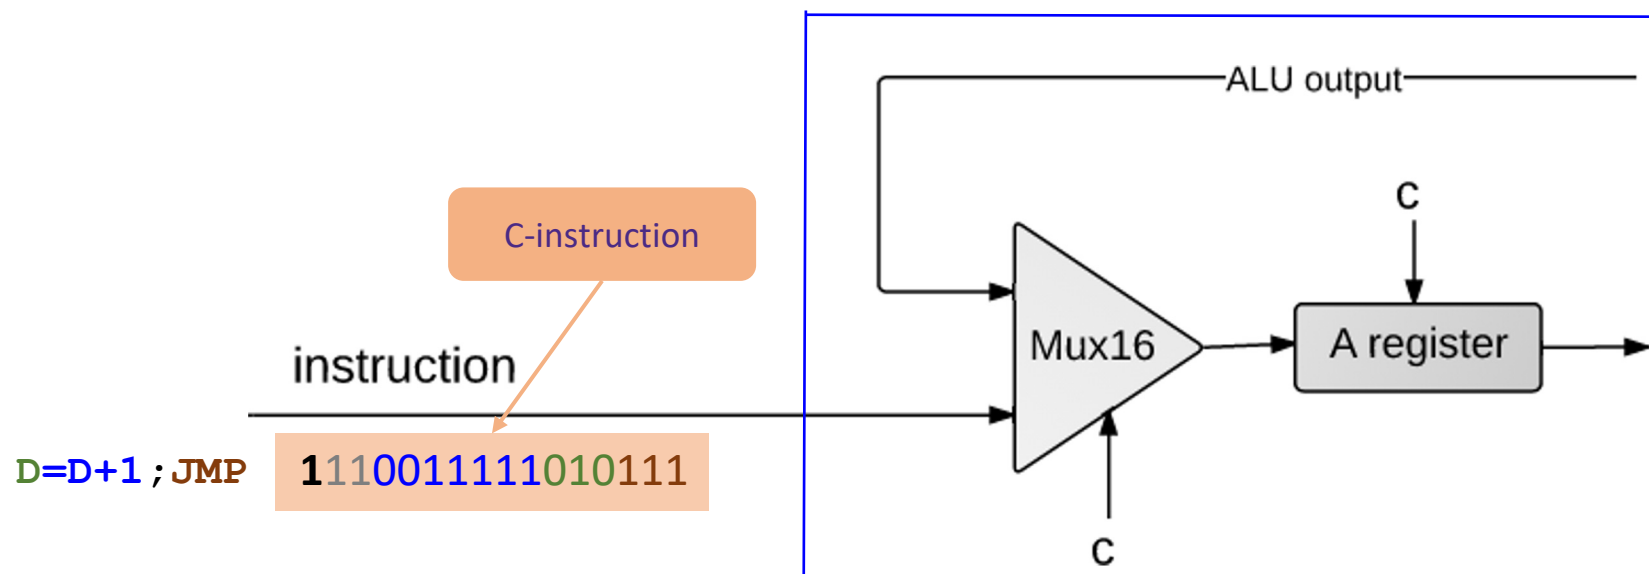 ALU output
c
C-instruction
Mux16
A register
instruction
D=D+1;JMP 1110011111010111
c